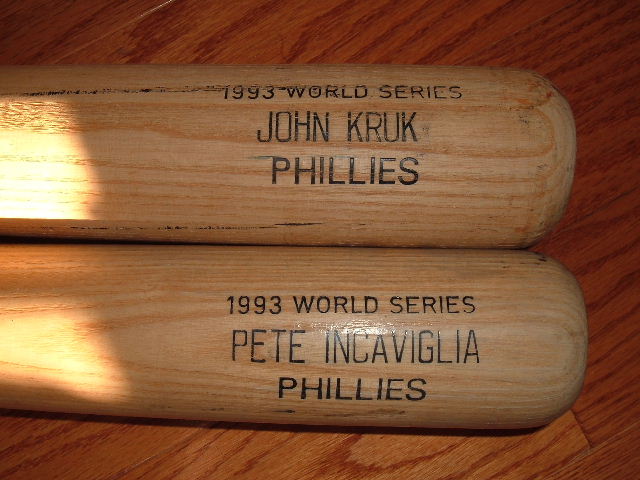 1993 WORLD SERIES
JOHN KRUK
PHILLIES
1993 WORLD SERIES
PETE INCAVIGLIA
PHILLIES